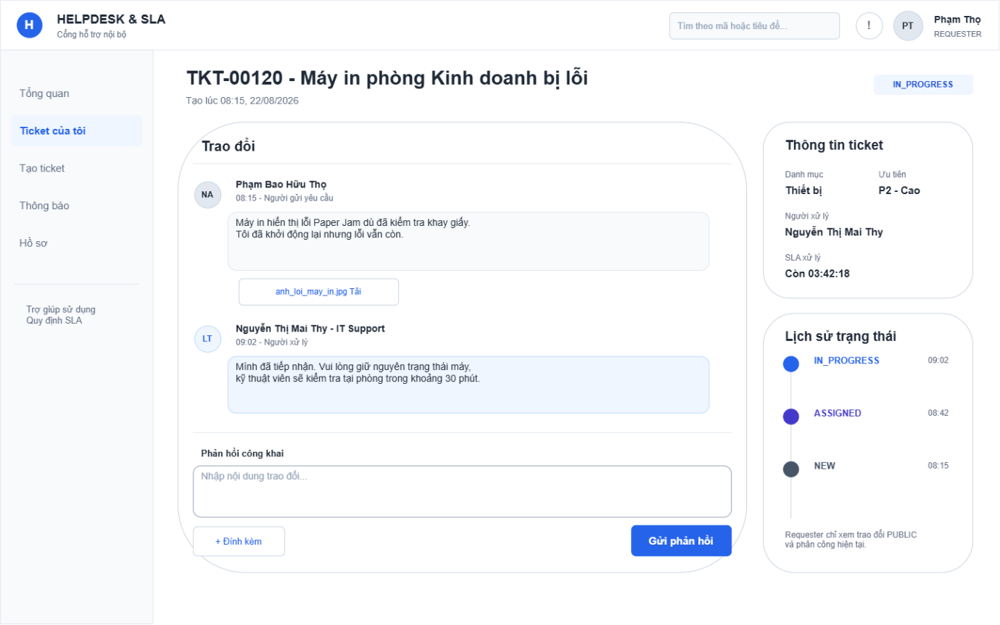 H
HELPDESK & SLA
Cổng hỗ trợ nội bộ
Tìm theo mã hoặc tiêu đề...
!
PT
Phạm Thọ
REQUESTER
Tổng quan
Ticket của tôi
Tạo ticket
Thông báo
Hồ sơ
Trợ giúp sử dụng
Quy định SLA
TKT-00120 - Máy in phòng Kinh doanh bị lỗi
Tạo lúc 08:15, 22/08/2026
IN_PROGRESS
Trao đổi
NA
Phạm Bao Hữu Thọ
08:15 - Người gửi yêu cầu
Máy in hiển thị lỗi Paper Jam dù đã kiểm tra khay giấy.
Tôi đã khởi động lại nhưng lỗi vẫn còn.
anh_loi_may_in.jpg Tải
LT
Nguyễn Thị Mai Thy - IT Support
09:02 - Người xử lý
Mình đã tiếp nhận. Vui lòng giữ nguyên trạng thái máy,
kỹ thuật viên sẽ kiểm tra tại phòng trong khoảng 30 phút.
Phản hồi công khai
Nhập nội dung trao đổi...
+ Đính kèm
Gửi phản hồi
Thông tin ticket
Danh mục
Ưu tiên
Thiết bị
P2 - Cao
Người xử lý
Nguyễn Thị Mai Thy
SLA xử lý
Còn 03:42:18
Lịch sử trạng thái
IN_PROGRESS
09:02
ASSIGNED
08:42
NEW
08:15
Requester chỉ xem trao đổi PUBLIC
và phân công hiện tại.